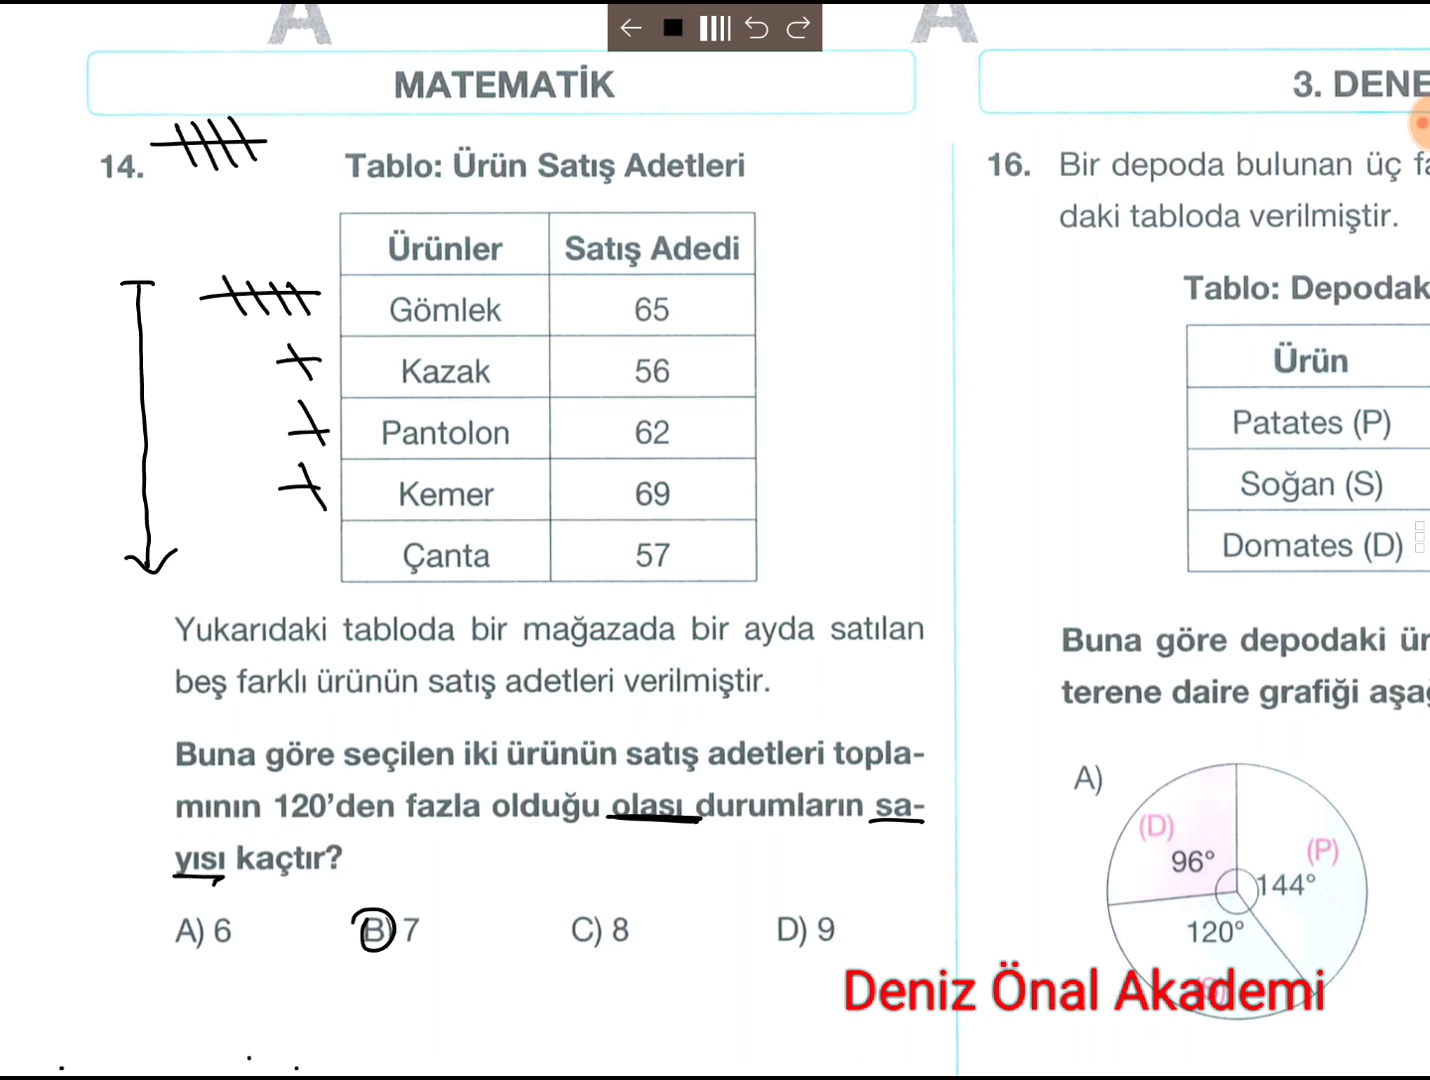 A A
MATEMATİK
14.
Tablo: Ürün Satış Adetleri
Ürünler Satış Adedi
Gömlek 65
Kazak 56
Pantolon 62
Kemer 69
Çanta 57
Yukarıdaki tabloda bir mağazada bir ayda satılan
beş farklı ürünün satış adetleri verilmiştir.
Buna göre seçilen iki ürünün satış adetleri topla-
mının 120'den fazla olduğu olası durumların sa-
yısı kaçtır?
A) 6 B) 7 C) 8 D) 9
3. DENE
16. Bir depoda bulunan üç fa
daki tabloda verilmiştir.
Tablo: Depodak
Ürün
Patates (P)
Soğan (S)
Domates (D)
Buna göre depodaki ür
terene daire grafiği aşağ
A)
(D)
96°
(P)
144°
120°
(S)
Deniz Önal Akademi